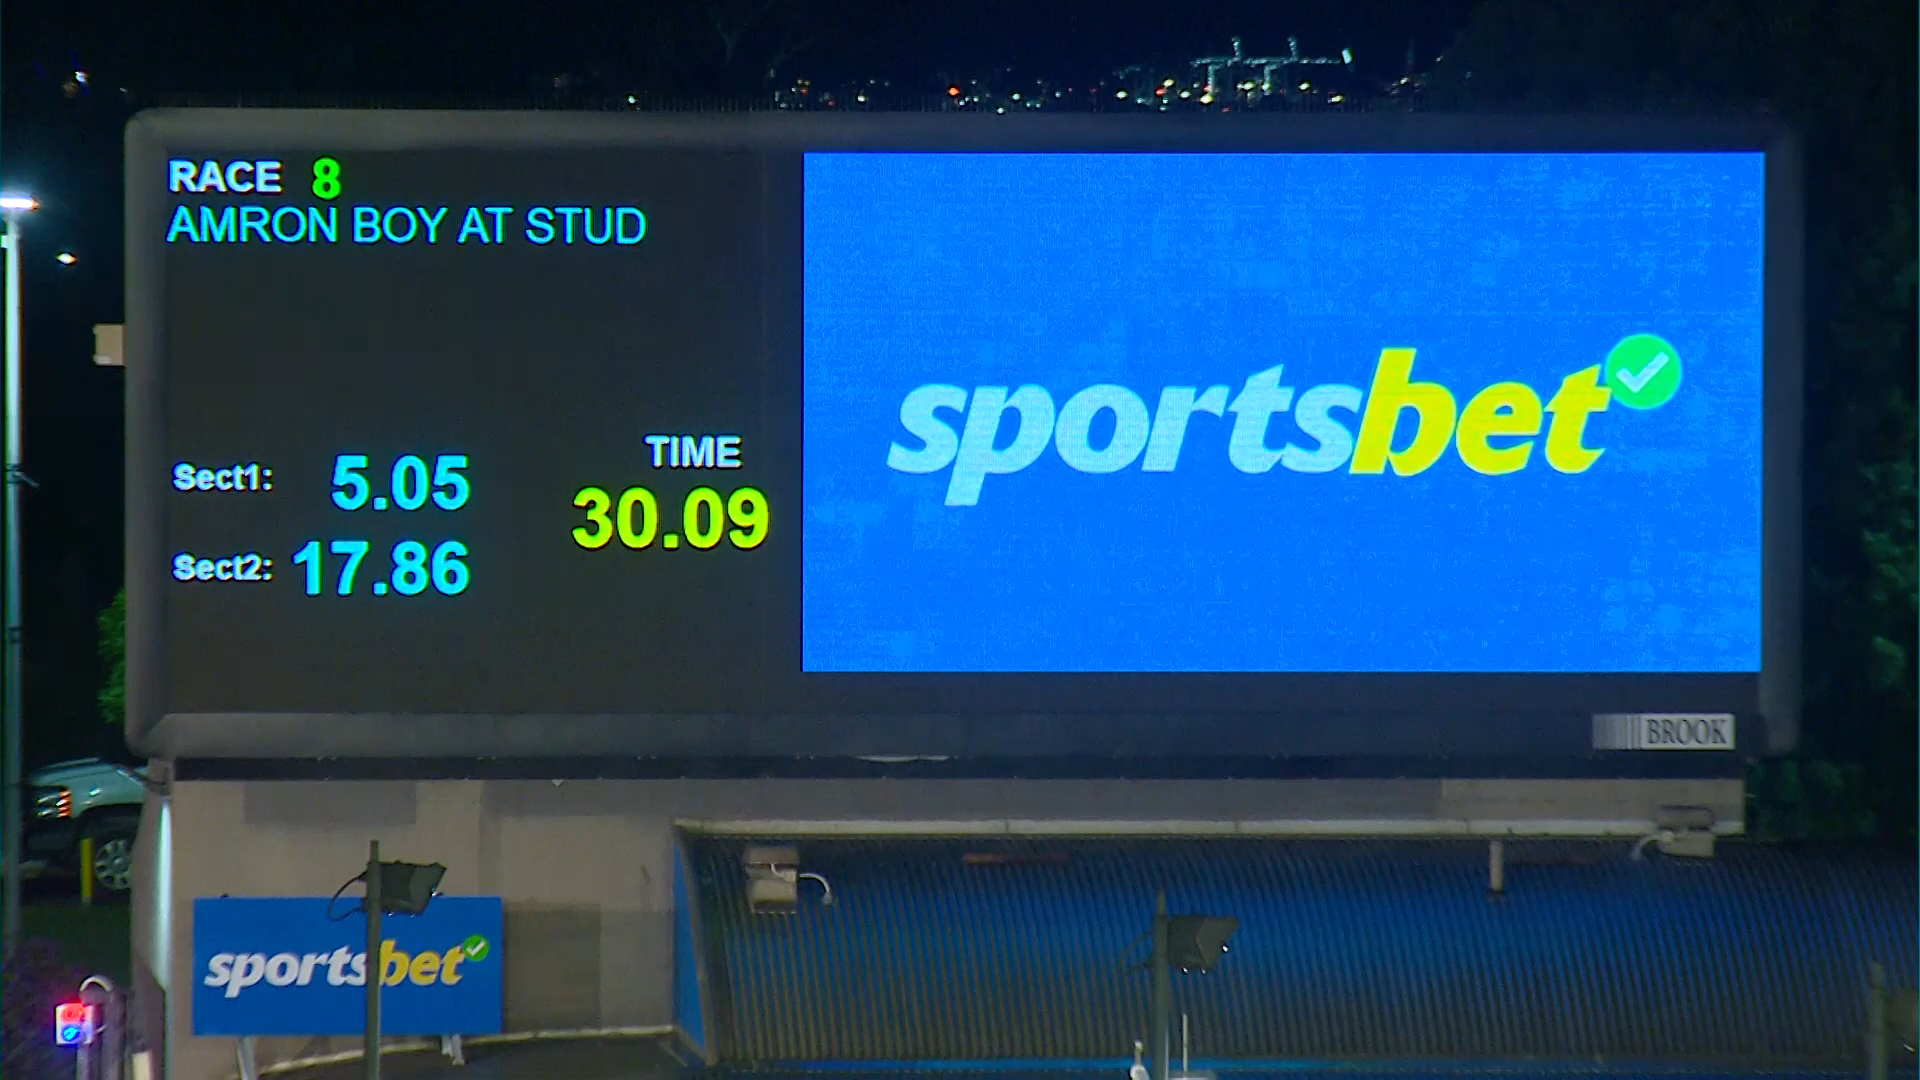 RACE 8
AMRON BOY AT STUD
Sect1: 5.05
TIME
30.09
Sect2: 17.86
sportsbet
BROOK
sportsbet